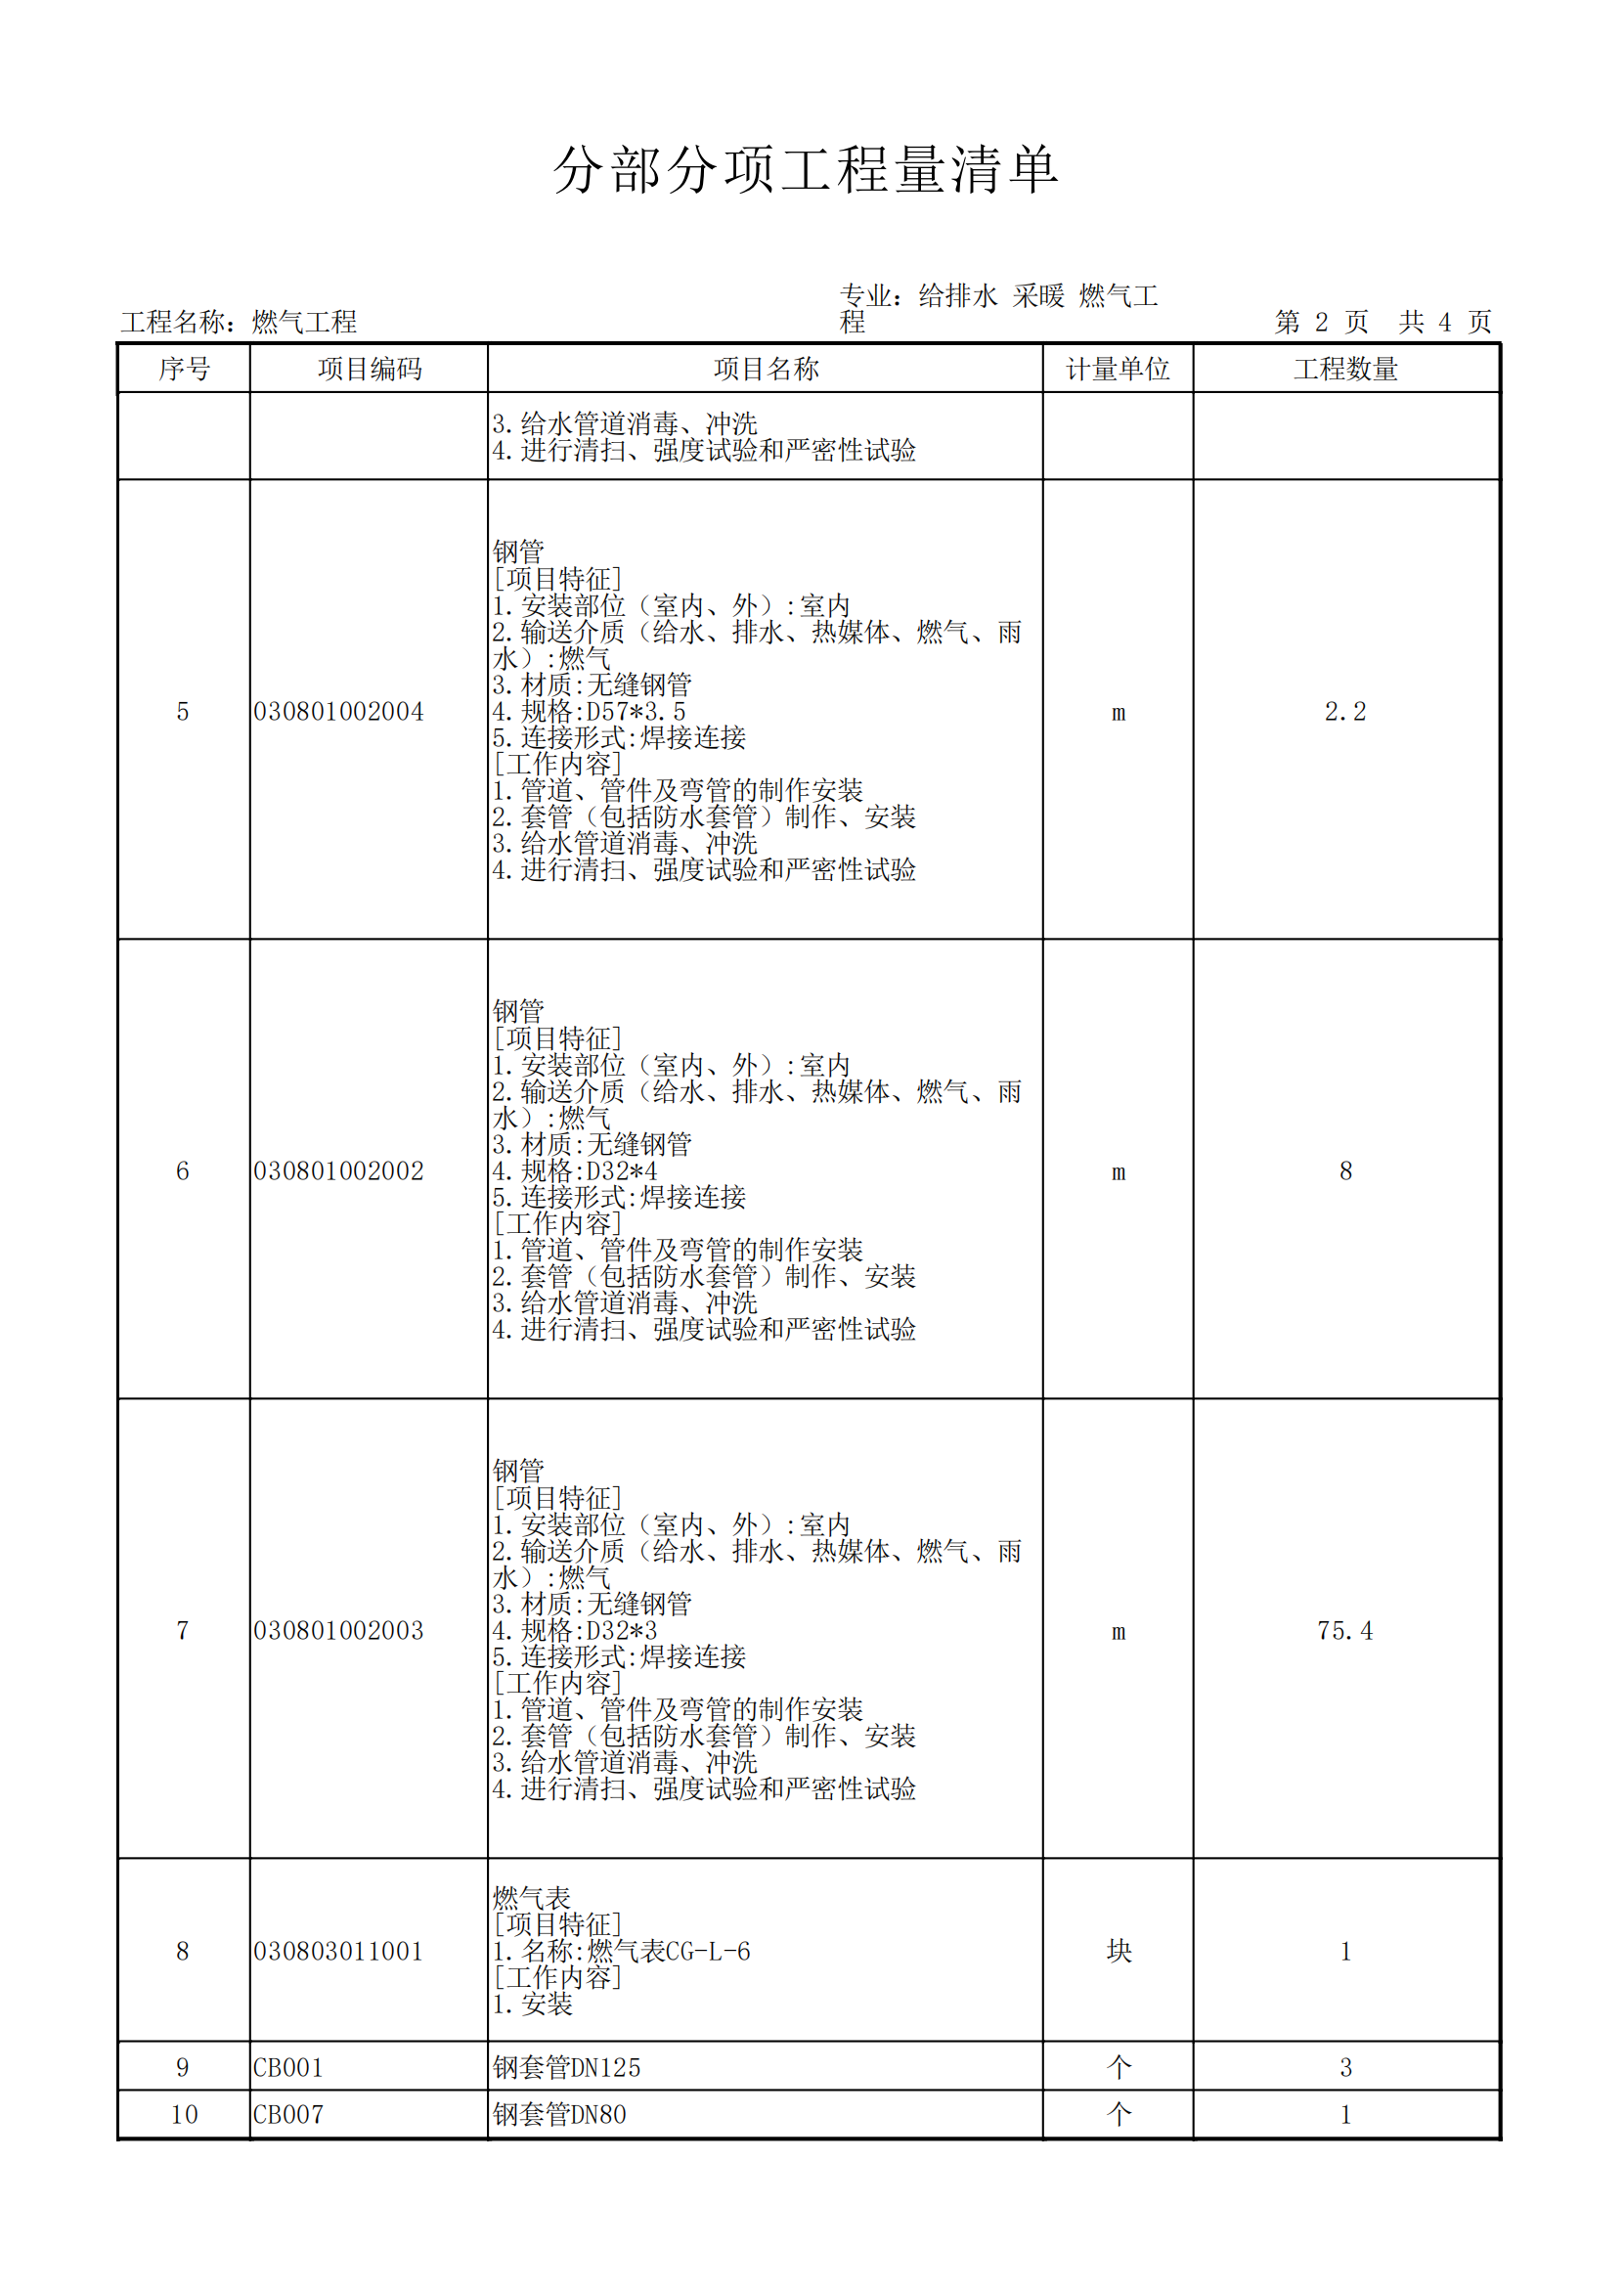 分部分项工程量清单
工程名称：燃气工程
专业：给排水 采暖 燃气工
程
第 2 页 共 4 页
序号 项目编码 项目名称 计量单位 工程数量
3.给水管道消毒、冲洗
4.进行清扫、强度试验和严密性试验
5 030801002004
钢管
[项目特征]
1.安装部位（室内、外）:室内
2.输送介质（给水、排水、热媒体、燃气、雨
水）:燃气
3.材质:无缝钢管
4.规格:D57*3.5
5.连接形式:焊接连接
[工作内容]
1.管道、管件及弯管的制作安装
2.套管（包括防水套管）制作、安装
3.给水管道消毒、冲洗
4.进行清扫、强度试验和严密性试验
m 2.2
6 030801002002
钢管
[项目特征]
1.安装部位（室内、外）:室内
2.输送介质（给水、排水、热媒体、燃气、雨
水）:燃气
3.材质:无缝钢管
4.规格:D32*4
5.连接形式:焊接连接
[工作内容]
1.管道、管件及弯管的制作安装
2.套管（包括防水套管）制作、安装
3.给水管道消毒、冲洗
4.进行清扫、强度试验和严密性试验
m 8
7 030801002003
钢管
[项目特征]
1.安装部位（室内、外）:室内
2.输送介质（给水、排水、热媒体、燃气、雨
水）:燃气
3.材质:无缝钢管
4.规格:D32*3
5.连接形式:焊接连接
[工作内容]
1.管道、管件及弯管的制作安装
2.套管（包括防水套管）制作、安装
3.给水管道消毒、冲洗
4.进行清扫、强度试验和严密性试验
m 75.4
8 030803011001
燃气表
[项目特征]
1.名称:燃气表CG-L-6
[工作内容]
1.安装
块 1
9 CB001 钢套管DN125 个 3
10 CB007 钢套管DN80 个 1